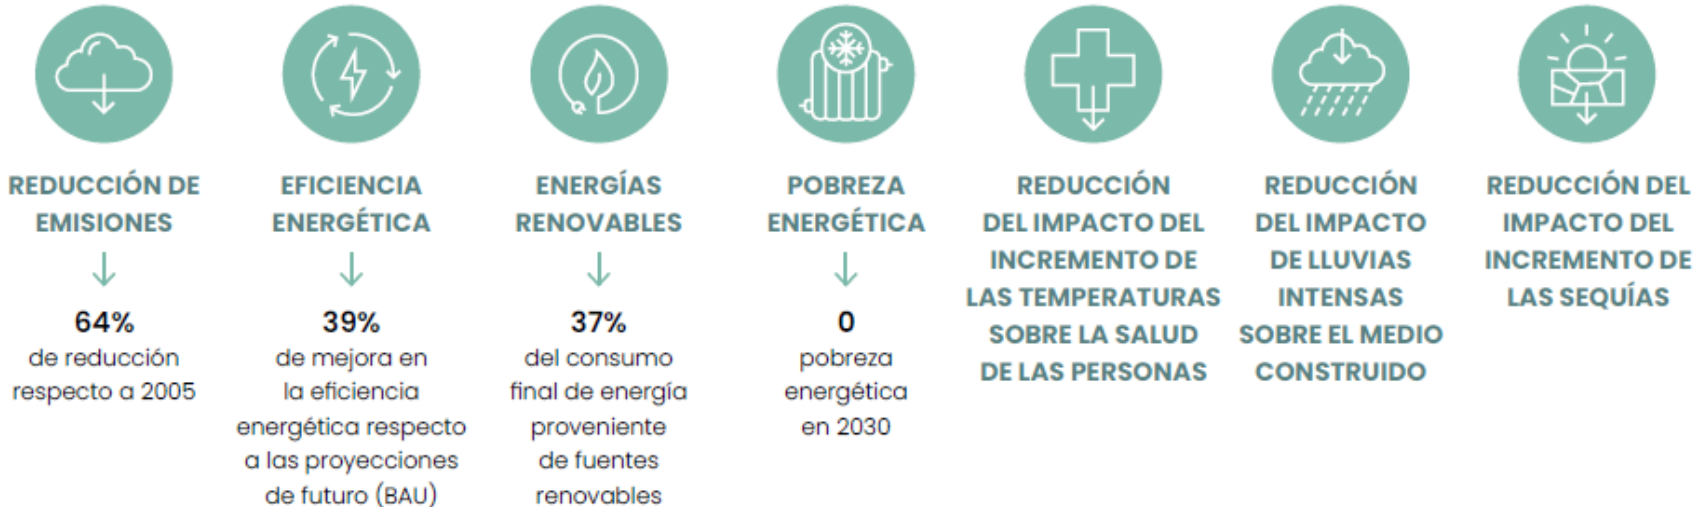 REDUCCIÓN DE
EMISIONES
64%
de reducción
respecto a 2005
EFICIENCIA
ENERGÉTICA
39%
de mejora en
la eficiencia
energética respecto
a las proyecciones
de futuro (BAU)
ENERGÍAS
RENOVABLES
37%
del consumo
final de energía
proveniente
de fuentes
renovables
POBREZA
ENERGÉTICA
0
pobreza
energética
en 2030
REDUCCIÓN
DEL IMPACTO DEL
INCREMENTO DE
LAS TEMPERATURAS
SOBRE LA SALUD
DE LAS PERSONAS
REDUCCIÓN
DEL IMPACTO
DE LLUVIAS
INTENSAS
SOBRE EL MEDIO
CONSTRUIDO
REDUCCIÓN DEL
IMPACTO DEL
INCREMENTO DE
LAS SEQUÍAS